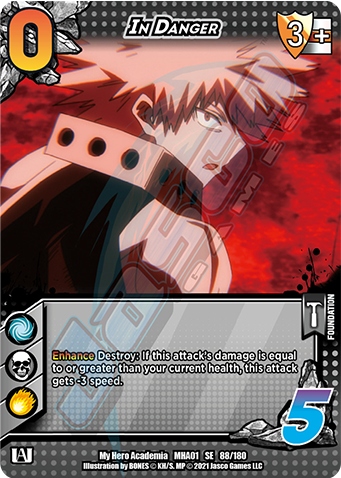 IN DANGER
0
3 +
FOUNDATION
Enhance Destroy: If this attack's damage is equal
to or greater than your current health, this attack
gets -3 speed.
5
My Hero Academia MHA01 SE 88/180
Illustration by BONES © KH/S. MP © 2021 Jasco Games LLC